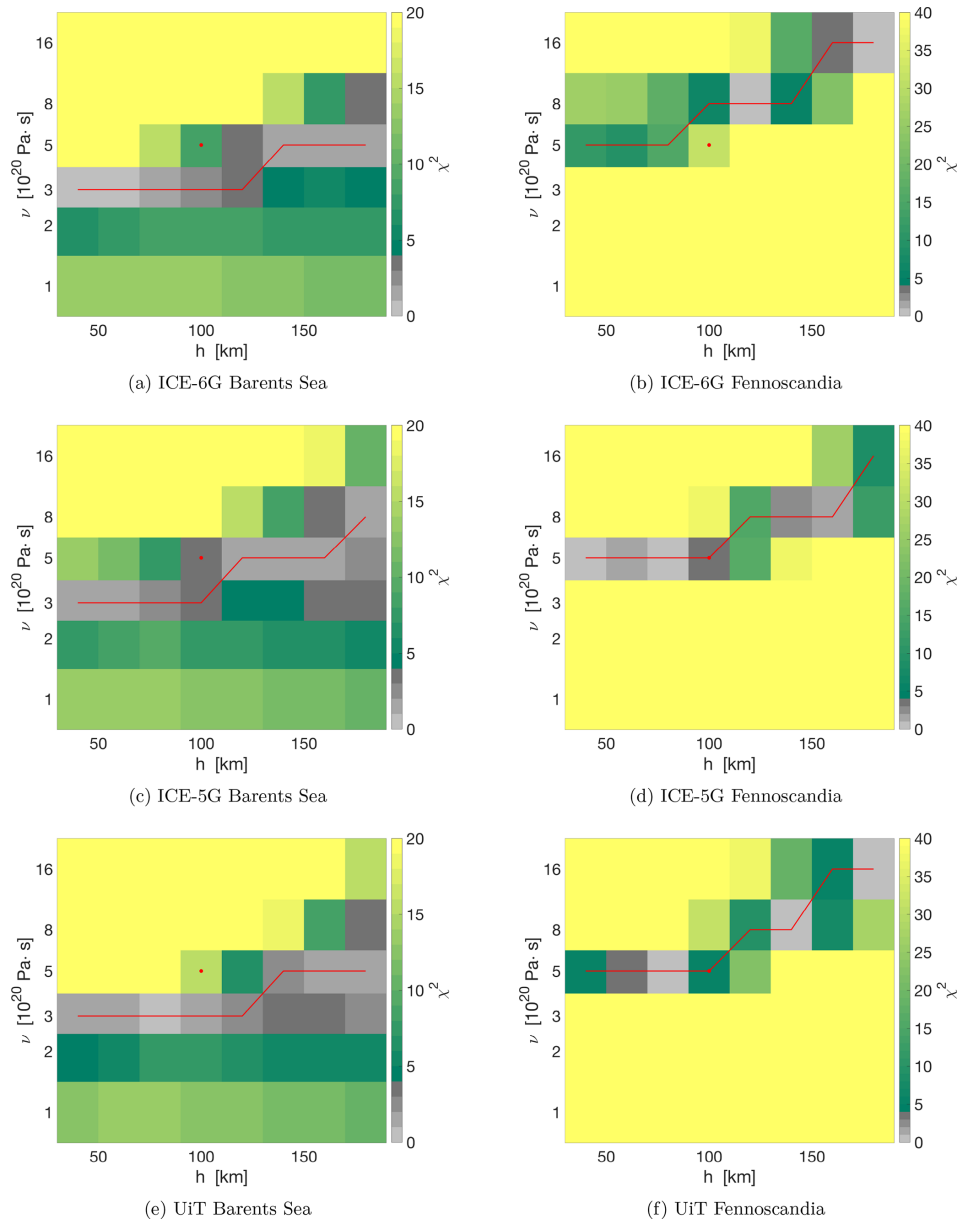 16
8
5
3
2
1
ν [10^20 Pa· s]
50 100 150
h [km]
20
15
10
5
0
χ^2
(a) ICE-6G Barents Sea
16
8
5
3
2
1
ν [10^20 Pa· s]
50 100 150
h [km]
40
35
30
25
20
15
10
5
0
χ^2
(b) ICE-6G Fennoscandia
16
8
5
3
2
1
ν [10^20 Pa· s]
50 100 150
h [km]
20
15
10
5
0
χ^2
(c) ICE-5G Barents Sea
16
8
5
3
2
1
ν [10^20 Pa· s]
50 100 150
h [km]
40
35
30
25
20
15
10
5
0
χ^2
(d) ICE-5G Fennoscandia
16
8
5
3
2
1
ν [10^20 Pa· s]
50 100 150
h [km]
20
15
10
5
0
χ^2
(e) UiT Barents Sea
16
8
5
3
2
1
ν [10^20 Pa· s]
50 100 150
h [km]
40
35
30
25
20
15
10
5
0
χ^2
(f) UiT Fennoscandia